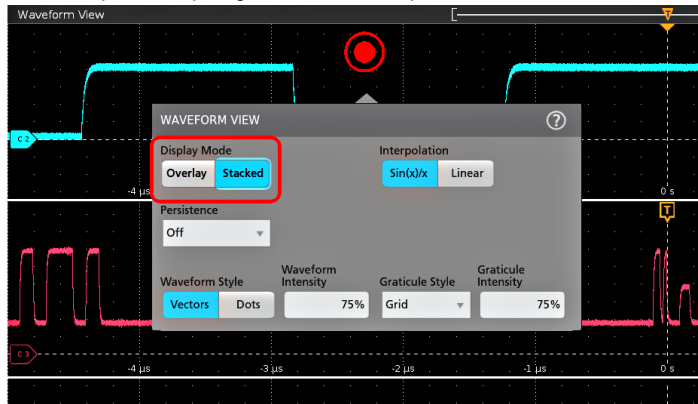 Waveform View
T
C 2
WAVEFORM VIEW
?
Display Mode
Interpolation
Overlay Stacked
Sin(x)/x Linear
-4 µs
0 s
Persistence
T
Off
Waveform Style
Waveform Intensity
Graticule Style
Graticule Intensity
Vectors Dots
75%
Grid
75%
C 3
-4 µs
-3 µs
-2 µs
-1 µs
0 s